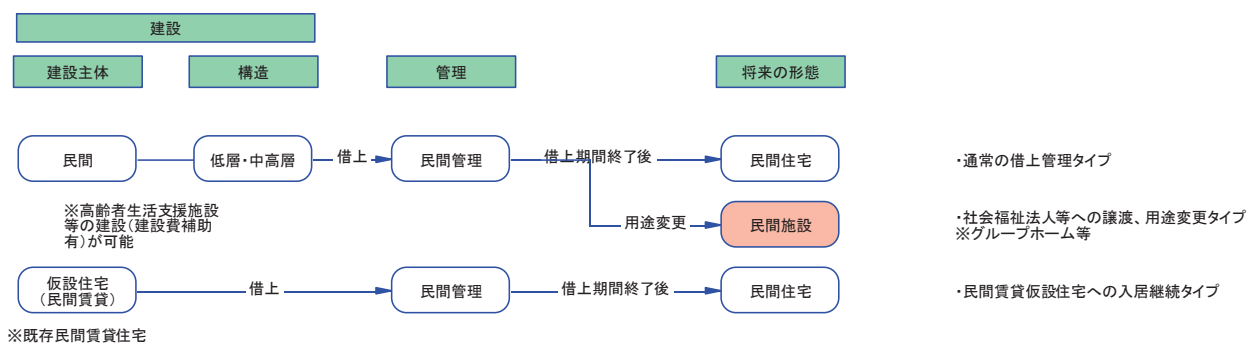 建設
建設主体
構造
管理
将来の形態
民間
低層・中高層
借上
民間管理
借上期間終了後
民間住宅
・通常の借上管理タイプ
※高齢者生活支援施設
等の建設(建設費補助
有)が可能
用途変更
民間施設
・社会福祉法人等への譲渡、用途変更タイプ
※グループホーム等
仮設住宅
(民間賃貸)
借上
民間管理
借上期間終了後
民間住宅
・民間賃貸仮設住宅への入居継続タイプ
※既存民間賃貸住宅